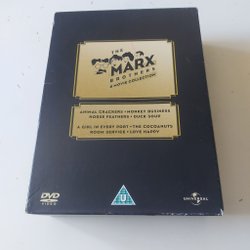 THE
MARX
BROTHERS
8 MOVIE COLLECTION
ANIMAL CRACKERS • MONKEY BUSINESS
HORSE FEATHERS • DUCK SOUP
A GIRL IN EVERY PORT • THE COCOANUTS
ROOM SERVICE • LOVE HAPPY
DVD
VIDEO
U
UNIVERSAL